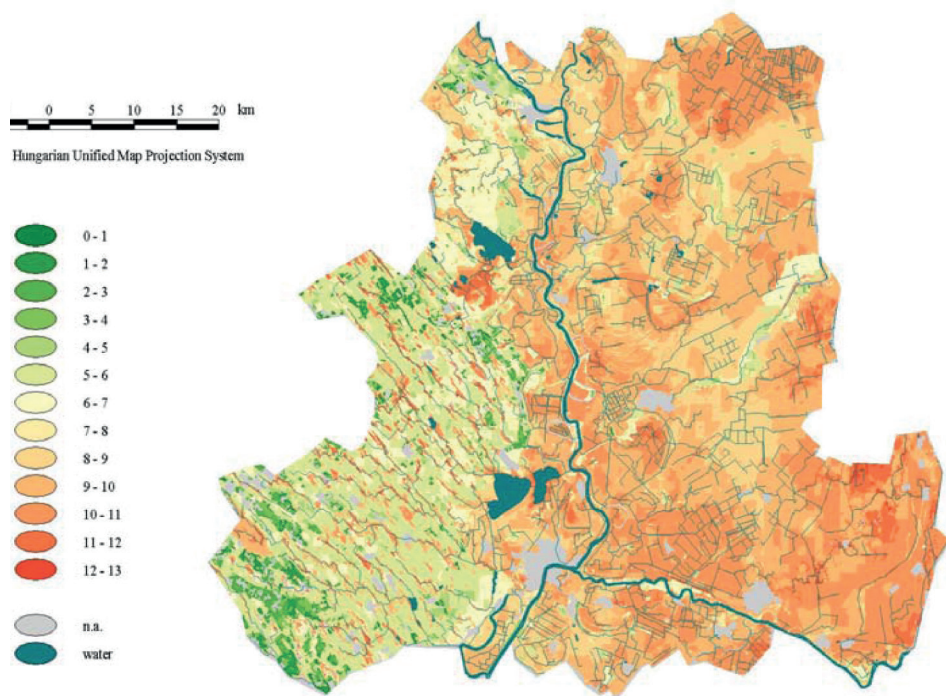 0 5 10 15 20 km
Hungarian Unified Map Projection System
0 - 1
1 - 2
2 - 3
3 - 4
4 - 5
5 - 6
6 - 7
7 - 8
8 - 9
9 - 10
10 - 11
11 - 12
12 - 13
n.a.
water